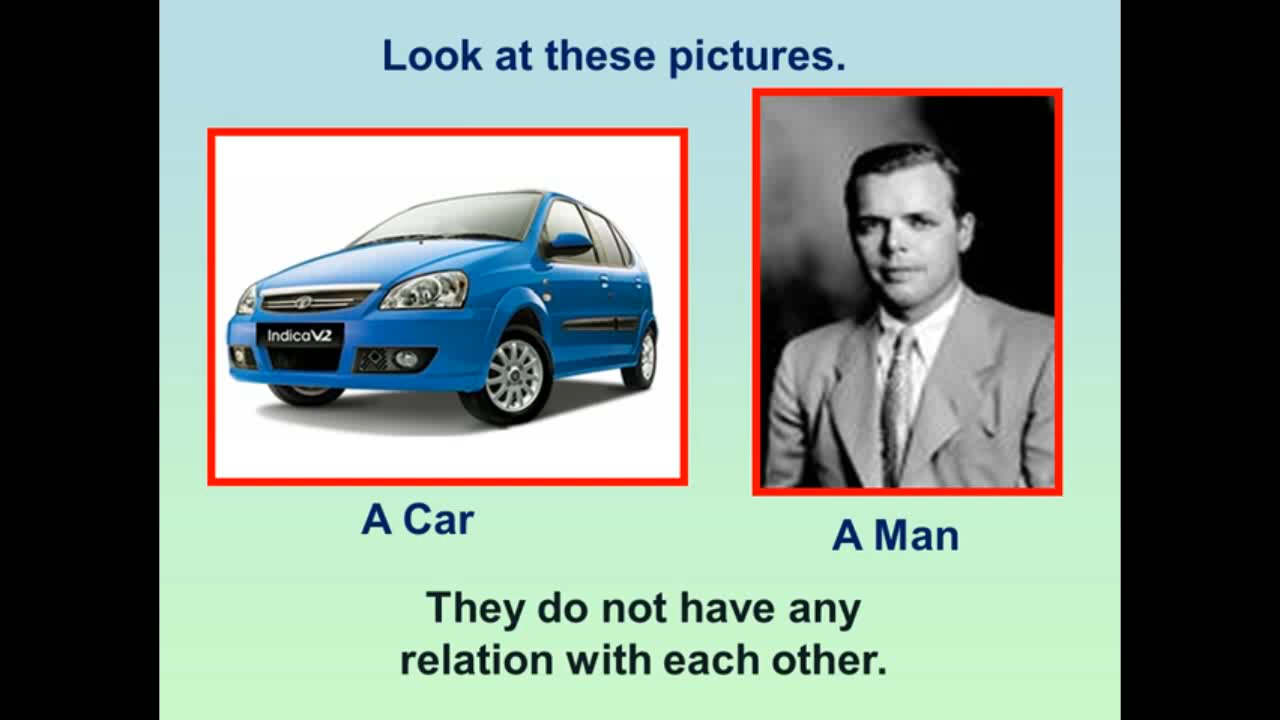 Look at these pictures.
IndicaV2
A Car
A Man
They do not have any
relation with each other.